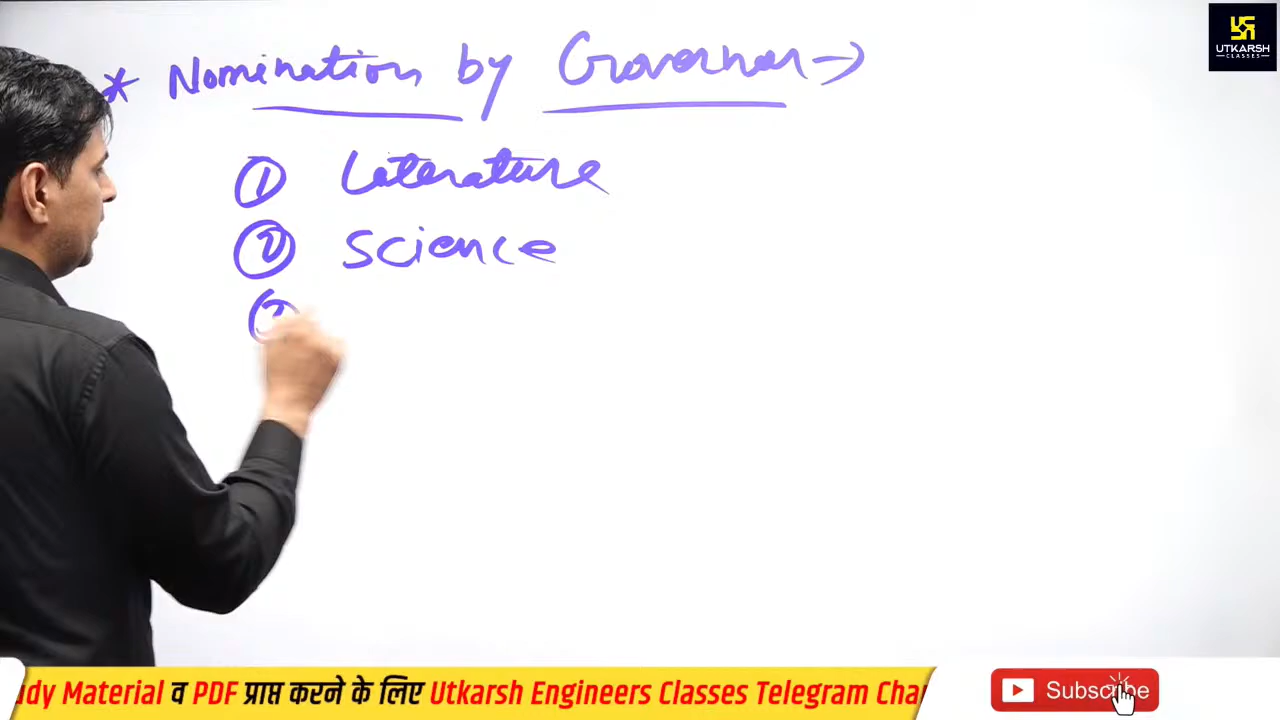 UTKARSH
CLASSES
* Nomination by Governor →
① Literature
② Science
③
dy Material व PDF प्राप्त करने के लिए Utkarsh Engineers Classes Telegram Cha
Subscribe